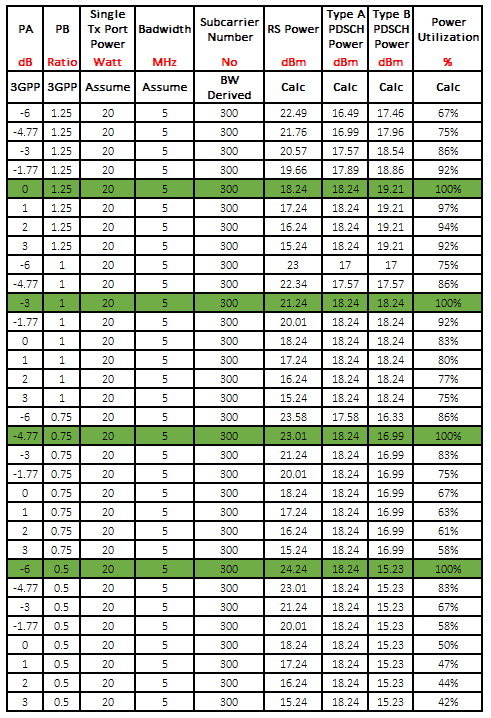 PA PB Single Tx Port Power Badwidth Subcarrier Number RS Power Type A PDSCH Power Type B PDSCH Power Power Utilization
dB Ratio Watt MHz No dBm dBm dBm %
3GPP 3GPP Assume Assume BW Derived Calc Calc Calc Calc
-6 1.25 20 5 300 22.49 16.49 17.46 67%
-4.77 1.25 20 5 300 21.76 16.99 17.96 75%
-3 1.25 20 5 300 20.57 17.57 18.54 86%
-1.77 1.25 20 5 300 19.66 17.89 18.86 92%
0 1.25 20 5 300 18.24 18.24 19.21 100%
1 1.25 20 5 300 17.24 18.24 19.21 97%
2 1.25 20 5 300 16.24 18.24 19.21 94%
3 1.25 20 5 300 15.24 18.24 19.21 92%
-6 1 20 5 300 23 17 17 75%
-4.77 1 20 5 300 22.34 17.57 17.57 86%
-3 1 20 5 300 21.24 18.24 18.24 100%
-1.77 1 20 5 300 20.01 18.24 18.24 92%
0 1 20 5 300 18.24 18.24 18.24 83%
1 1 20 5 300 17.24 18.24 18.24 80%
2 1 20 5 300 16.24 18.24 18.24 77%
3 1 20 5 300 15.24 18.24 18.24 75%
-6 0.75 20 5 300 23.58 17.58 16.33 86%
-4.77 0.75 20 5 300 23.01 18.24 16.99 100%
-3 0.75 20 5 300 21.24 18.24 16.99 83%
-1.77 0.75 20 5 300 20.01 18.24 16.99 75%
0 0.75 20 5 300 18.24 18.24 16.99 67%
1 0.75 20 5 300 17.24 18.24 16.99 63%
2 0.75 20 5 300 16.24 18.24 16.99 61%
3 0.75 20 5 300 15.24 18.24 16.99 58%
-6 0.5 20 5 300 24.24 18.24 15.23 100%
-4.77 0.5 20 5 300 23.01 18.24 15.23 83%
-3 0.5 20 5 300 21.24 18.24 15.23 67%
-1.77 0.5 20 5 300 20.01 18.24 15.23 58%
0 0.5 20 5 300 18.24 18.24 15.23 50%
1 0.5 20 5 300 17.24 18.24 15.23 47%
2 0.5 20 5 300 16.24 18.24 15.23 44%
3 0.5 20 5 300 15.24 18.24 15.23 42%